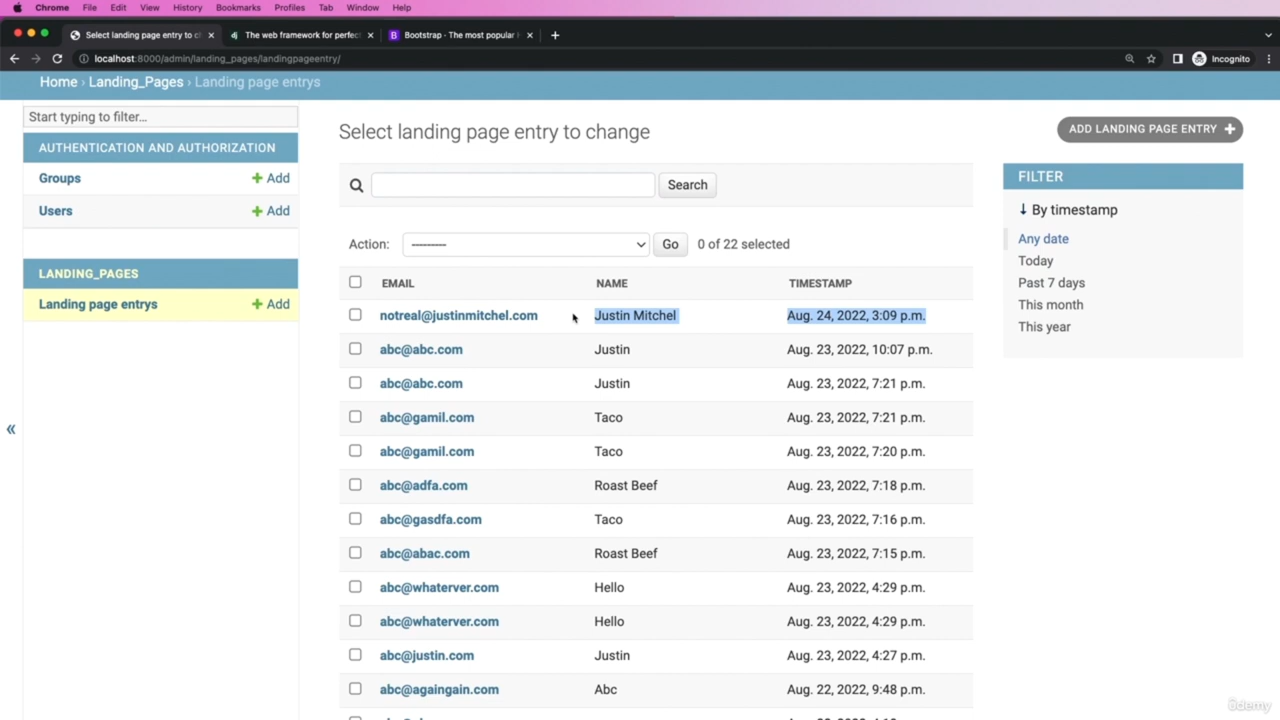 Chrome File Edit View History Bookmarks Profiles Tab Window Help
Select landing page entry to c
The web framework for perfect
Bootstrap - The most popular
localhost:8000/admin/landing_pages/landingpageentry/
Incognito
Home › Landing_Pages › Landing page entrys
Start typing to filter...
AUTHENTICATION AND AUTHORIZATION
Groups + Add
Users + Add
LANDING_PAGES
Landing page entrys + Add
«
Select landing page entry to change
ADD LANDING PAGE ENTRY +
Search
Action: --------- Go 0 of 22 selected
EMAIL NAME TIMESTAMP
notreal@justinmitchel.com Justin Mitchel Aug. 24, 2022, 3:09 p.m.
abc@abc.com Justin Aug. 23, 2022, 10:07 p.m.
abc@abc.com Justin Aug. 23, 2022, 7:21 p.m.
abc@gamil.com Taco Aug. 23, 2022, 7:21 p.m.
abc@gamil.com Taco Aug. 23, 2022, 7:20 p.m.
abc@adfa.com Roast Beef Aug. 23, 2022, 7:18 p.m.
abc@gasdfa.com Taco Aug. 23, 2022, 7:16 p.m.
abc@abac.com Roast Beef Aug. 23, 2022, 7:15 p.m.
abc@whaterver.com Hello Aug. 23, 2022, 4:29 p.m.
abc@whaterver.com Hello Aug. 23, 2022, 4:29 p.m.
abc@justin.com Justin Aug. 23, 2022, 4:27 p.m.
abc@againgain.com Abc Aug. 22, 2022, 9:48 p.m.
FILTER
↓ By timestamp
Any date
Today
Past 7 days
This month
This year
ûdemy